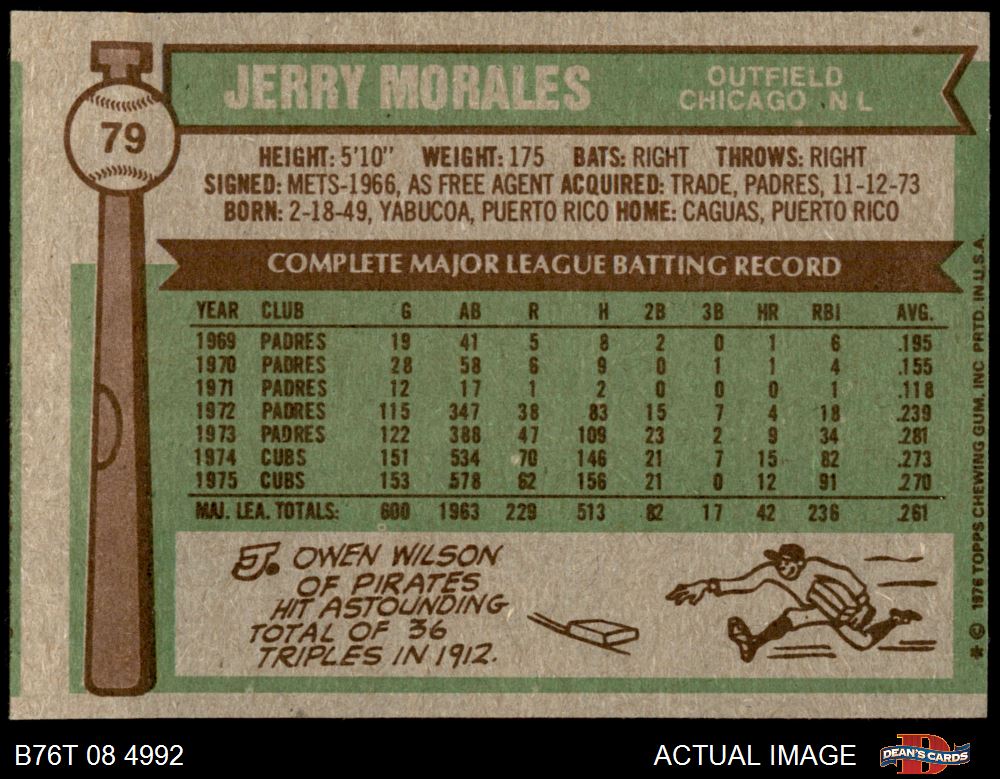 JERRY MORALES
OUTFIELD
CHICAGO N L
79
HEIGHT: 5'10" WEIGHT: 175 BATS: RIGHT THROWS: RIGHT
SIGNED: METS-1966, AS FREE AGENT ACQUIRED: TRADE, PADRES, 11-12-73
BORN: 2-18-49, YABUCOA, PUERTO RICO HOME: CAGUAS, PUERTO RICO
COMPLETE MAJOR LEAGUE BATTING RECORD
YEAR CLUB G AB R H 2B 3B HR RBI AVG.
1969 PADRES 19 41 5 8 2 0 1 6 .195
1970 PADRES 28 58 6 9 0 1 1 4 .155
1971 PADRES 12 17 1 2 0 0 0 1 .118
1972 PADRES 115 347 38 83 15 7 4 18 .239
1973 PADRES 122 388 47 109 23 2 9 34 .281
1974 CUBS 151 534 70 146 21 7 15 82 .273
1975 CUBS 153 578 62 156 21 0 12 91 .270
MAJ. LEA. TOTALS: 600 1963 229 513 82 17 42 236 .261
J. OWEN WILSON
OF PIRATES
HIT ASTOUNDING
TOTAL OF 36
TRIPLES IN 1912.
* © 1976 TOPPS CHEWING GUM, INC. PRTD. IN U.S.A.
B76T 08 4992
ACTUAL IMAGE
DEAN'S CARDS